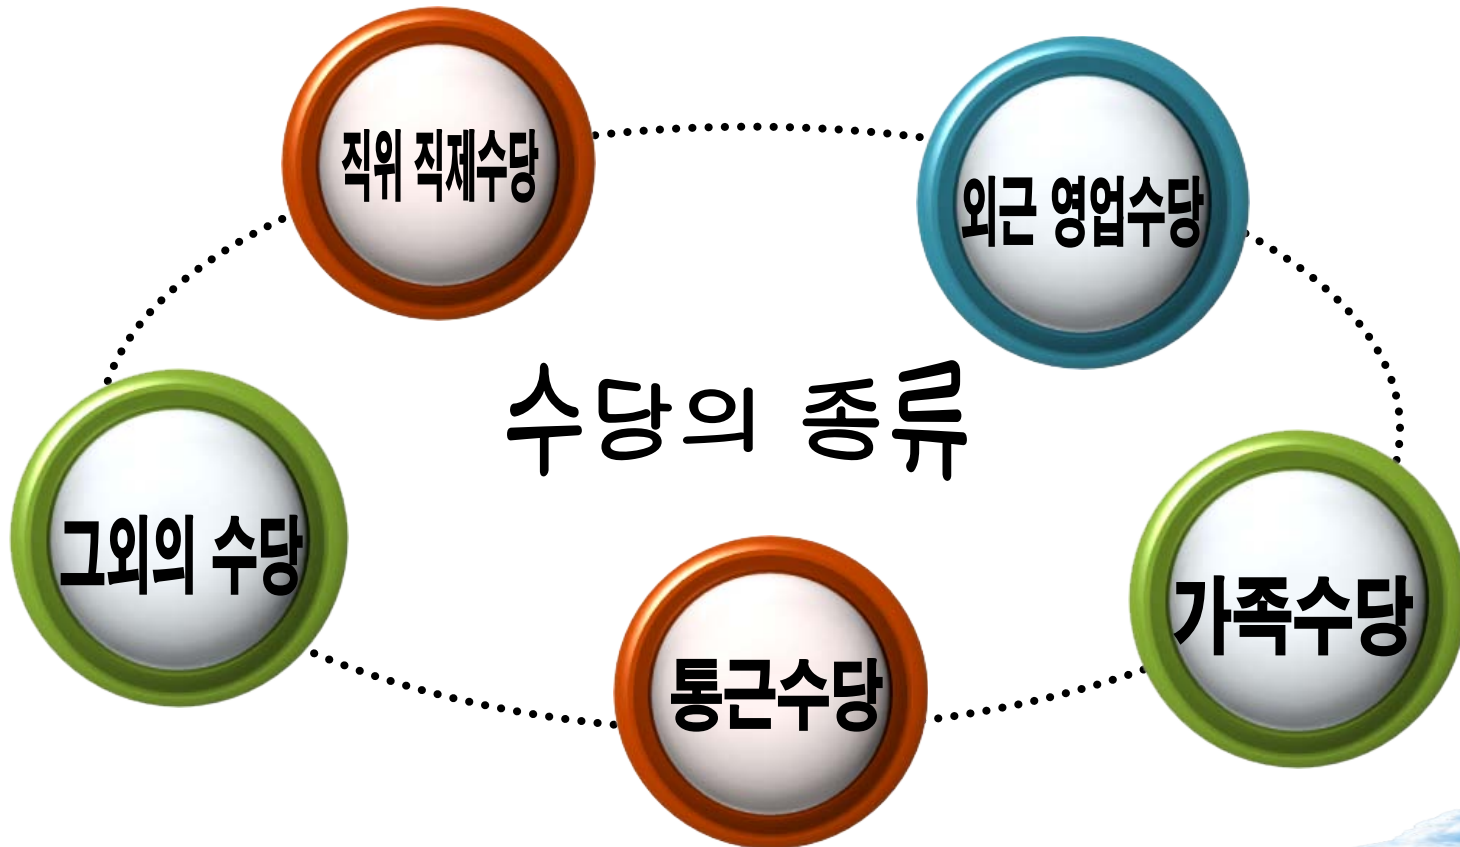 직위 직제수당
외근 영업수당
수당의 종류
그외의 수당
가족수당
통근수당